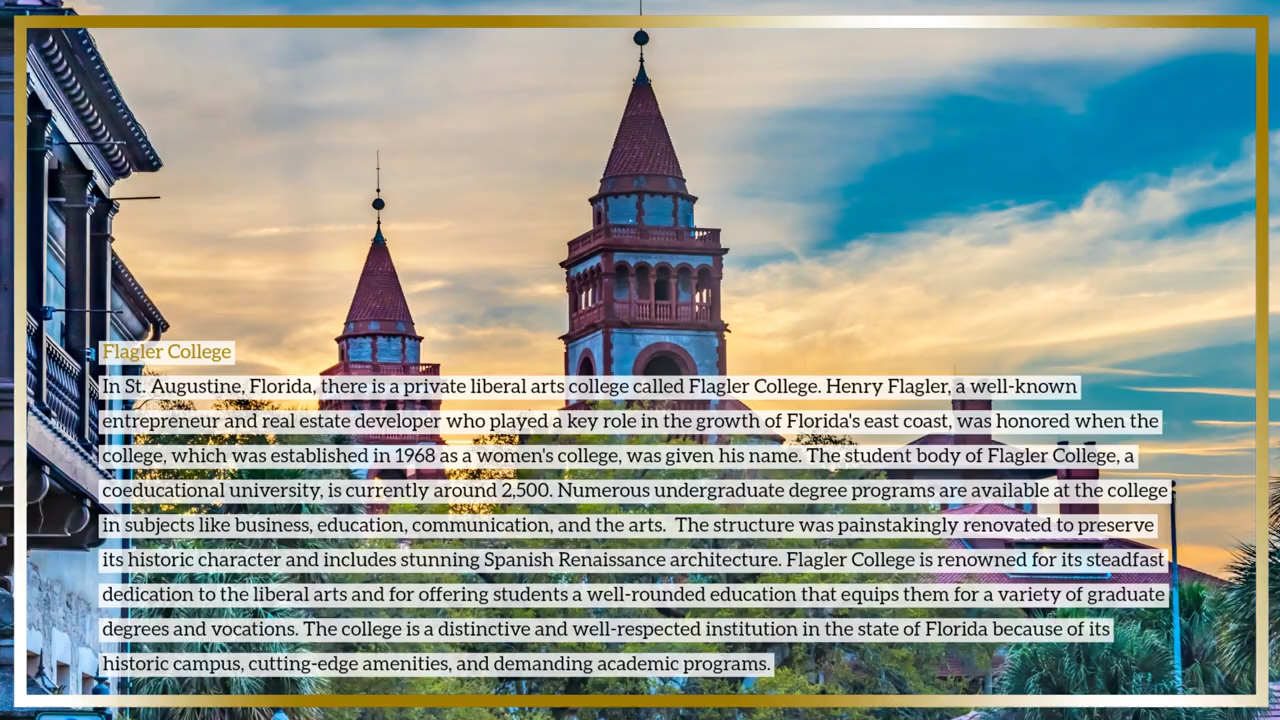 Flagler College
In St. Augustine, Florida, there is a private liberal arts college called Flagler College. Henry Flagler, a well-known
entrepreneur and real estate developer who played a key role in the growth of Florida's east coast, was honored when the
college, which was established in 1968 as a women's college, was given his name. The student body of Flagler College, a
coeducational university, is currently around 2,500. Numerous undergraduate degree programs are available at the college
in subjects like business, education, communication, and the arts.  The structure was painstakingly renovated to preserve
its historic character and includes stunning Spanish Renaissance architecture. Flagler College is renowned for its steadfast
dedication to the liberal arts and for offering students a well-rounded education that equips them for a variety of graduate
degrees and vocations. The college is a distinctive and well-respected institution in the state of Florida because of its
historic campus, cutting-edge amenities, and demanding academic programs.